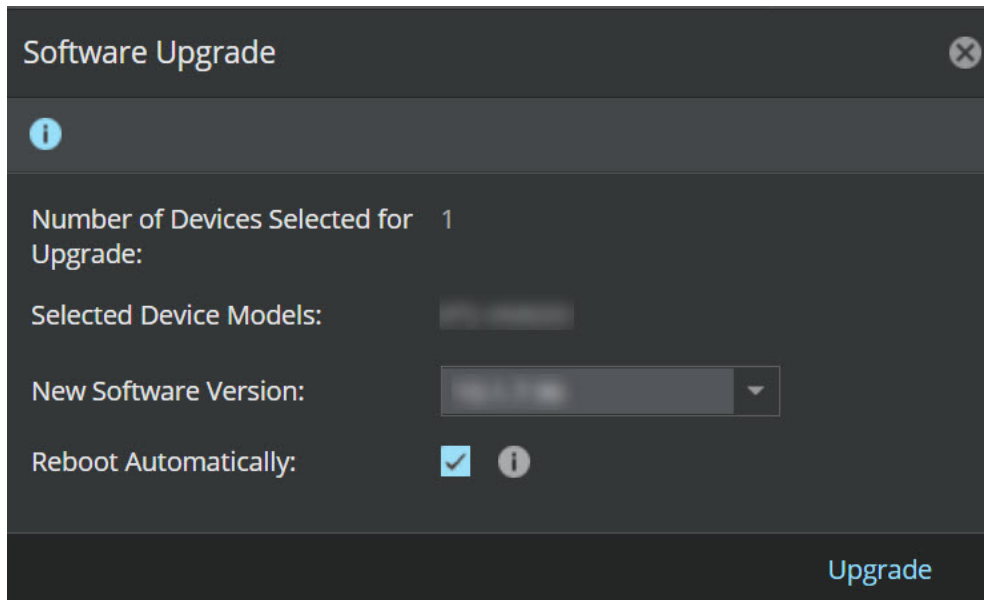 Software Upgrade
Number of Devices Selected for 1
Upgrade:
Selected Device Models:
New Software Version:
Reboot Automatically:
Upgrade